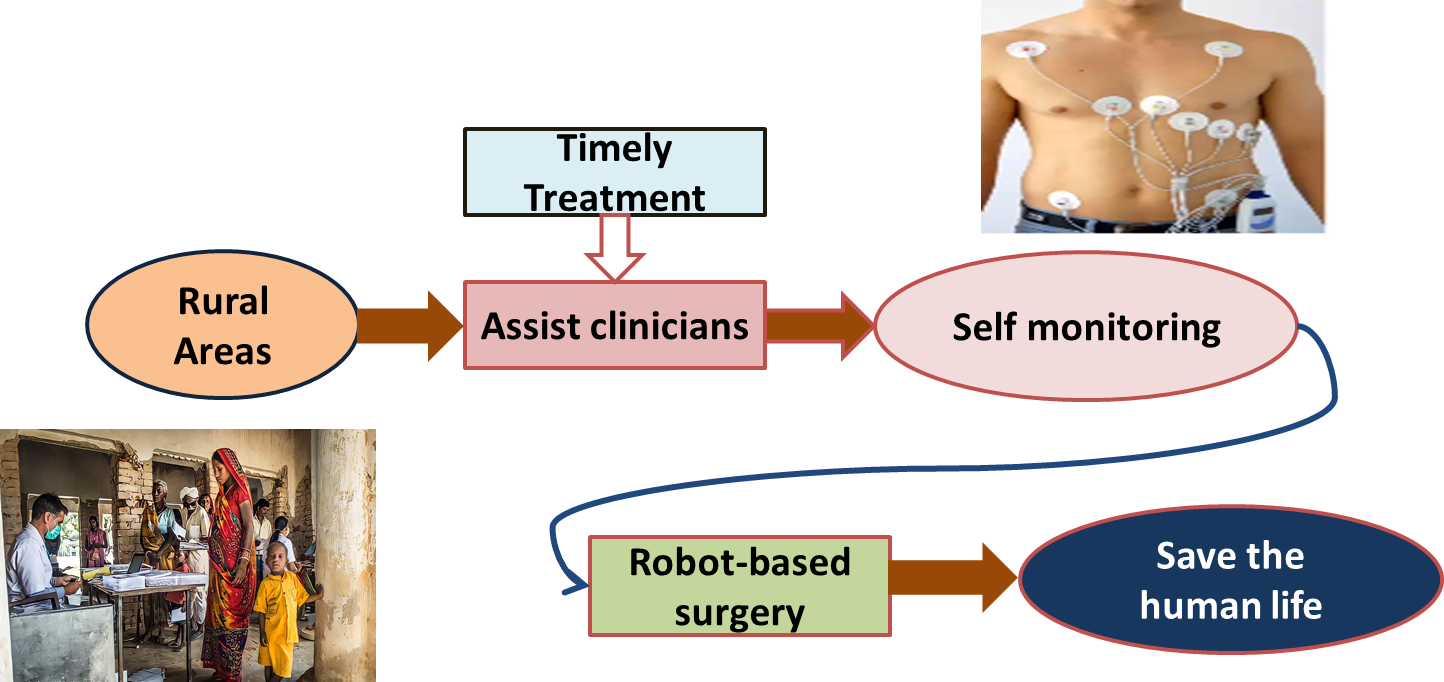 Timely
Treatment
Rural
Areas
Assist clinicians
Self monitoring
Robot-based
surgery
Save the
human life